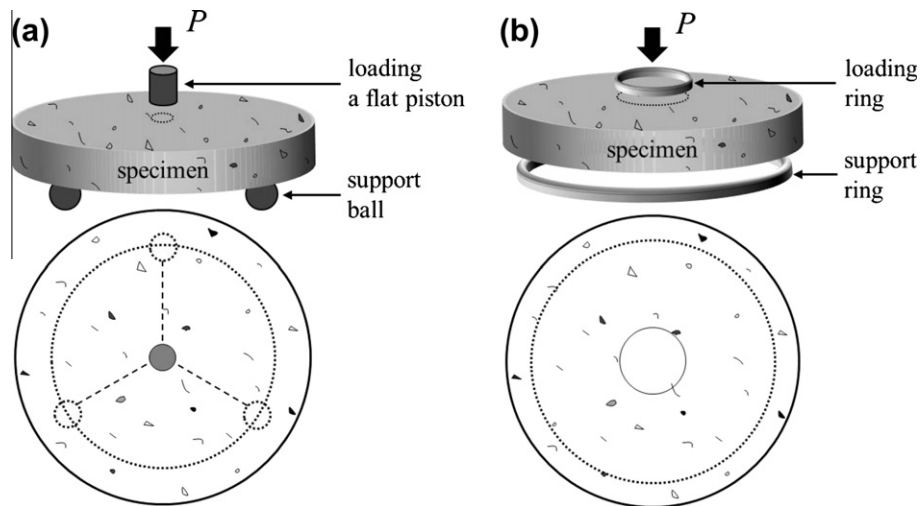 (a)
P
loading
a flat piston
specimen
support
ball
(b)
P
loading
ring
specimen
support
ring